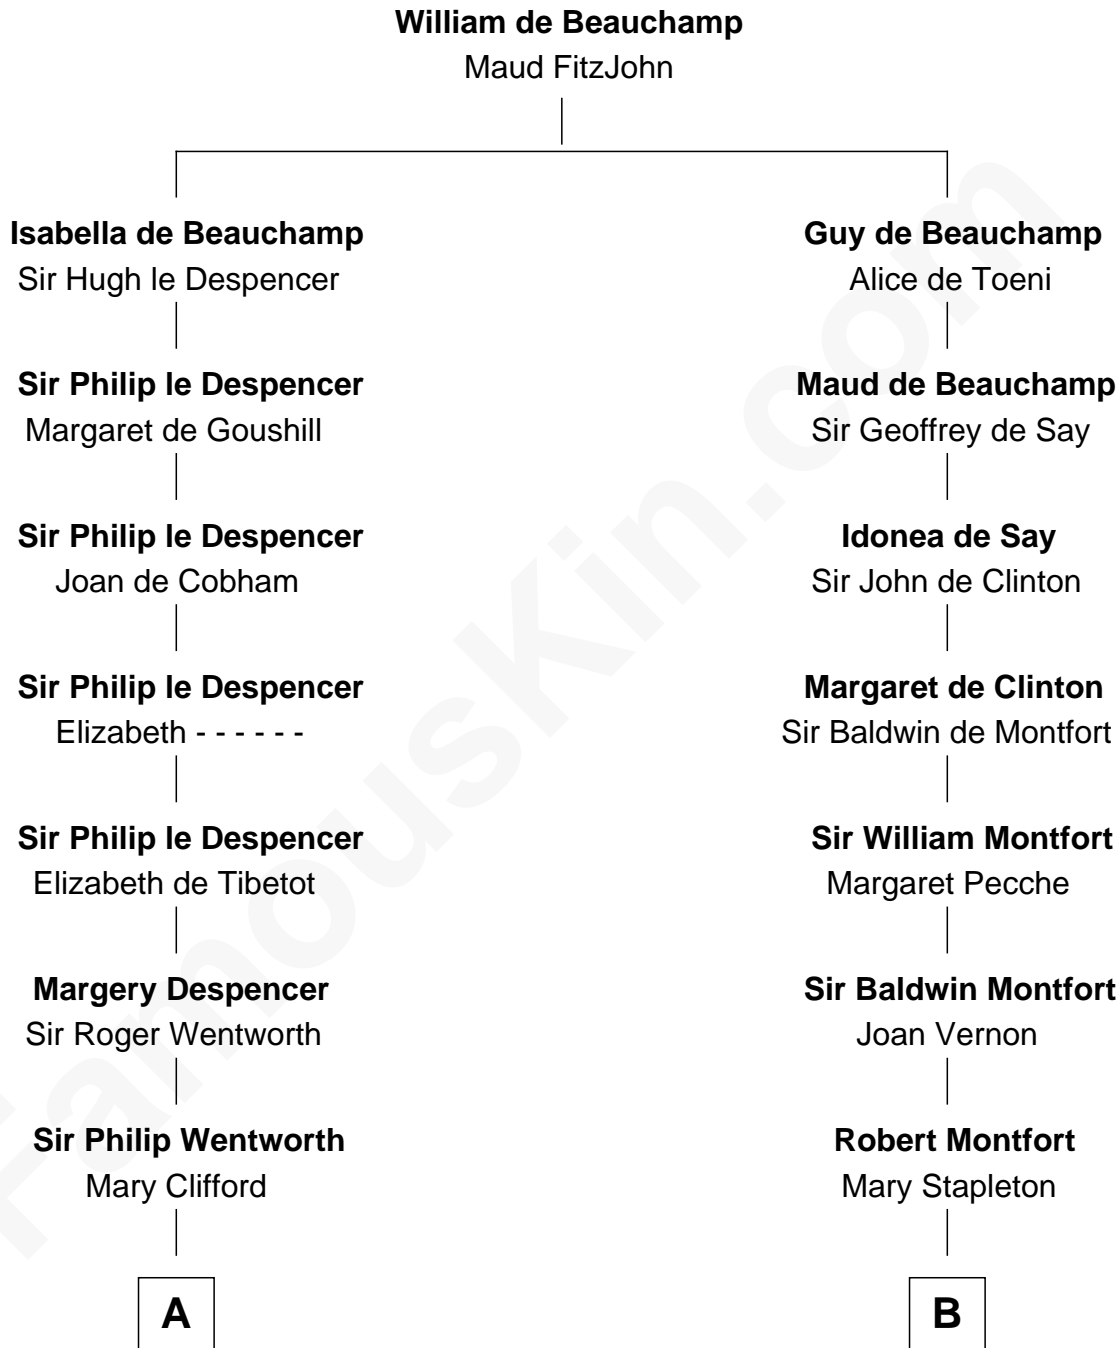 William de Beauchamp
Maud FitzJohn
Isabella de Beauchamp
Sir Hugh le Despencer
Guy de Beauchamp
Alice de Toeni
Sir Philip le Despencer
Margaret de Goushill
Maud de Beauchamp
Sir Geoffrey de Say
Sir Philip le Despencer
Joan de Cobham
Idonea de Say
Sir John de Clinton
Sir Philip le Despencer
Elizabeth - - - - - -
Margaret de Clinton
Sir Baldwin de Montfort
Sir Philip le Despencer
Elizabeth de Tibetot
Sir William Montfort
Margaret Pecche
Margery Despencer
Sir Roger Wentworth
Sir Baldwin Montfort
Joan Vernon
Sir Philip Wentworth
Mary Clifford
Robert Montfort
Mary Stapleton
A
B
FamousKin.com